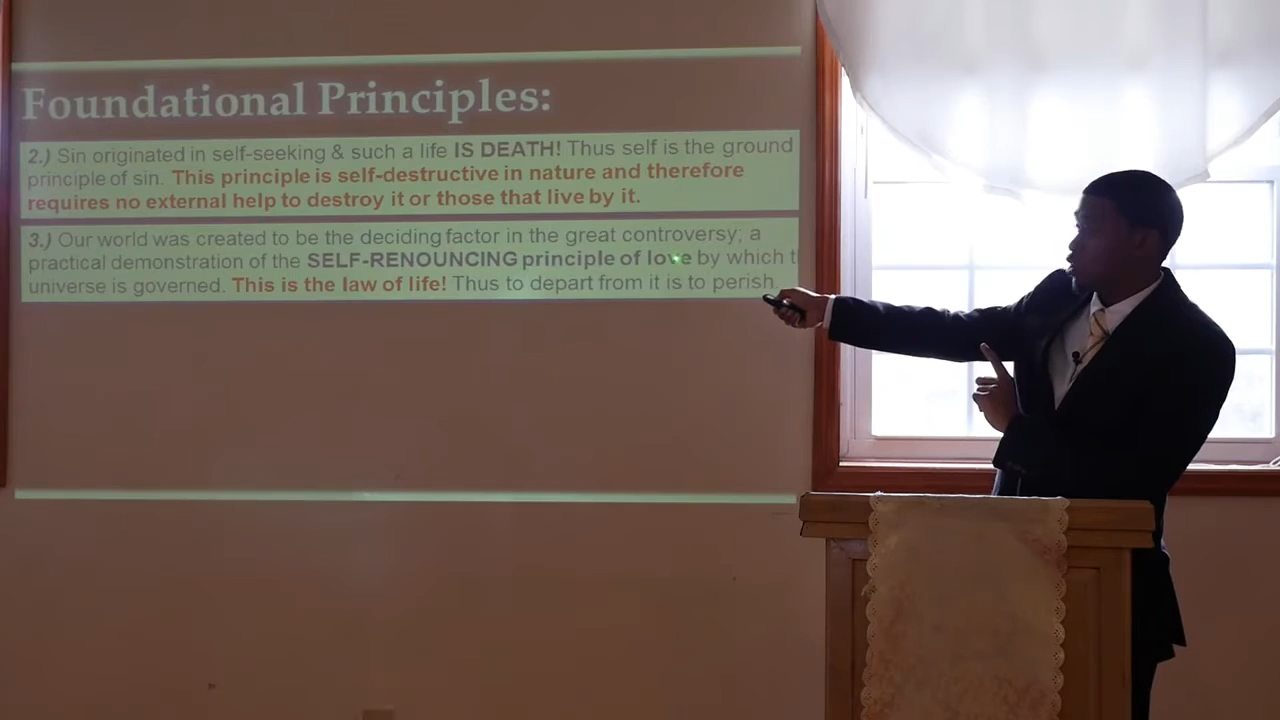 Foundational Principles:
2.) Sin originated in self-seeking & such a life IS DEATH! Thus self is the ground
principle of sin. This principle is self-destructive in nature and therefore
requires no external help to destroy it or those that live by it.
3.) Our world was created to be the deciding factor in the great controversy; a
practical demonstration of the SELF-RENOUNCING principle of love by which
universe is governed. This is the law of life! Thus to depart from it is to perish.